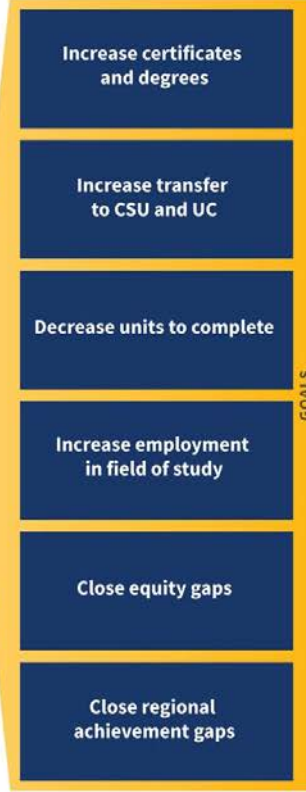 Increase certificates
and degrees
Increase transfer
to CSU and UC
Decrease units to complete
Increase employment
in field of study
Close equity gaps
Close regional
achievement gaps
GOALS